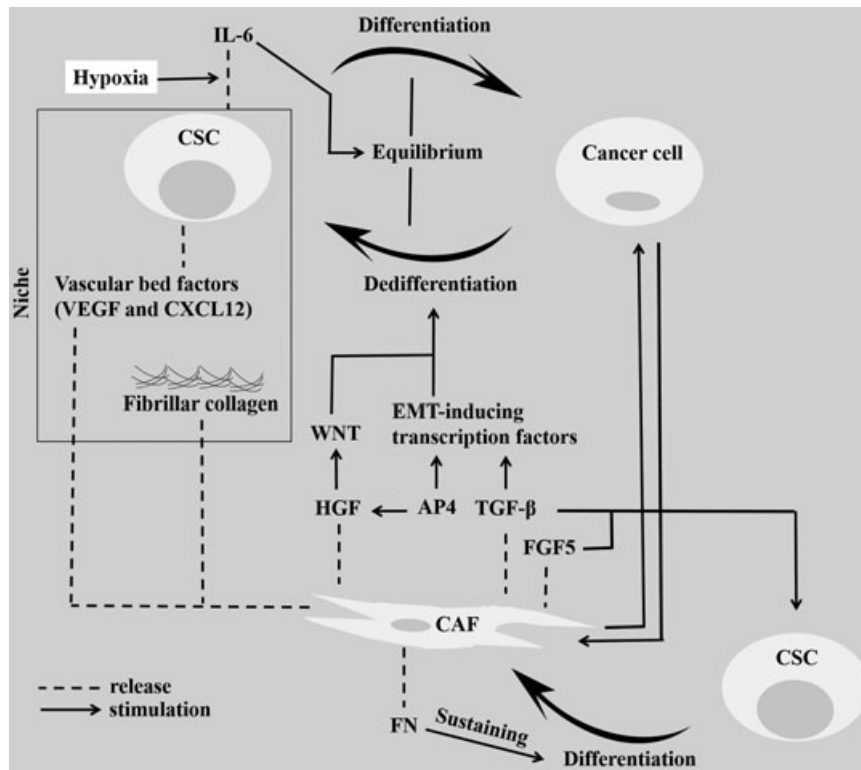 IL-6
Differentiation
Hypoxia
CSC
Equilibrium
Cancer cell
Niche
Vascular bed factors
(VEGF and CXCL12)
Dedifferentiation
Fibrillar collagen
WNT
EMT-inducing
transcription factors
HGF
AP4
TGF-β
FGF5
CAF
CSC
release
stimulation
FN
Sustaining
Differentiation